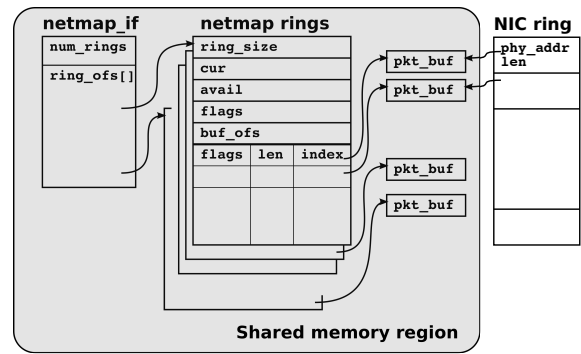 netmap_if
netmap rings
NIC ring
num_rings
ring_ofs[]
ring_size
cur
avail
flags
buf_ofs
flags len index
pkt_buf
pkt_buf
pkt_buf
pkt_buf
phy_addr
len
Shared memory region